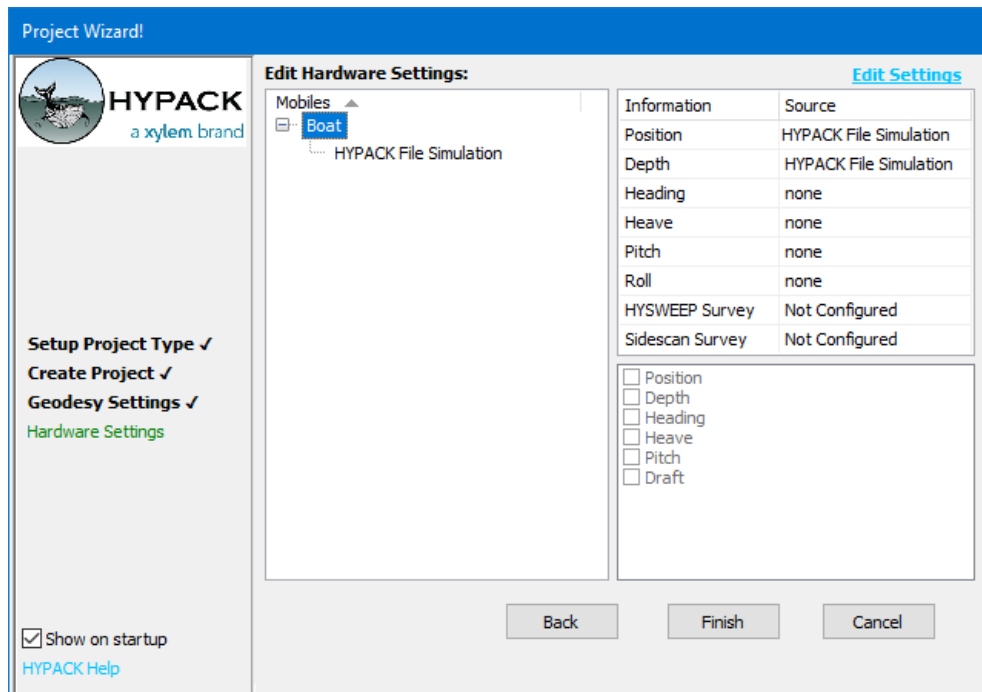 Project Wizard!
HYPACK
a xylem brand
Setup Project Type ✓
Create Project ✓
Geodesy Settings ✓
Hardware Settings
Show on startup
HYPACK Help
Edit Hardware Settings:
Edit Settings
Mobiles
Boat
HYPACK File Simulation
Information Source
Position HYPACK File Simulation
Depth HYPACK File Simulation
Heading none
Heave none
Pitch none
Roll none
HYSWEEP Survey Not Configured
Sidescan Survey Not Configured
Position
Depth
Heading
Heave
Pitch
Draft
Back Finish Cancel